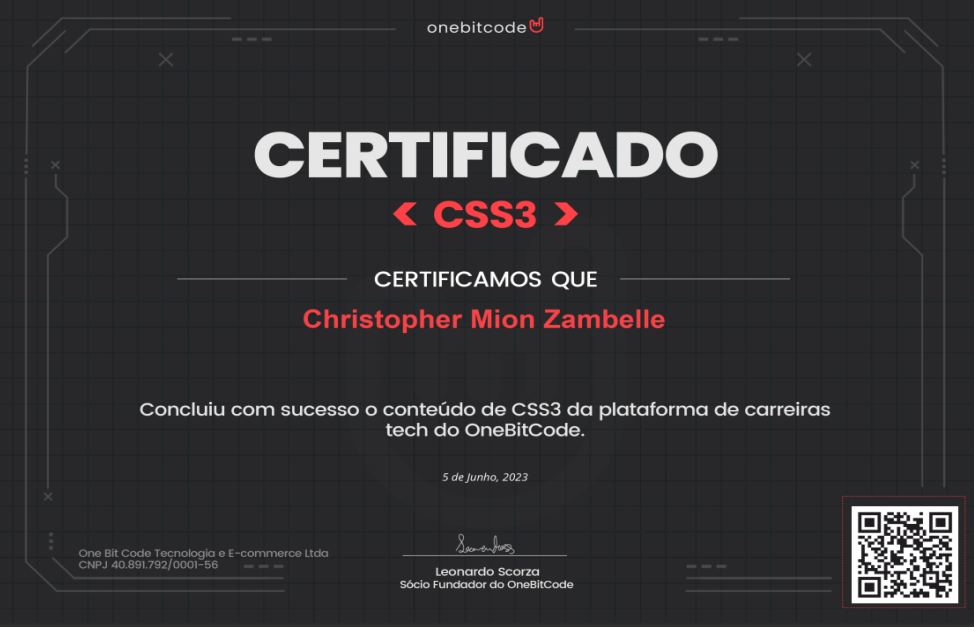 onebitcode
CERTIFICADO
< CSS3 >
CERTIFICAMOS QUE
Christopher Mion Zambelle
Concluiu com sucesso o conteúdo de CSS3 da plataforma de carreiras
tech do OneBitCode.
5 de Junho, 2023
One Bit Code Tecnologia e E-commerce Ltda
CNPJ 40.891.792/0001-56
Leonardo Scorza
Sócio Fundador do OneBitCode